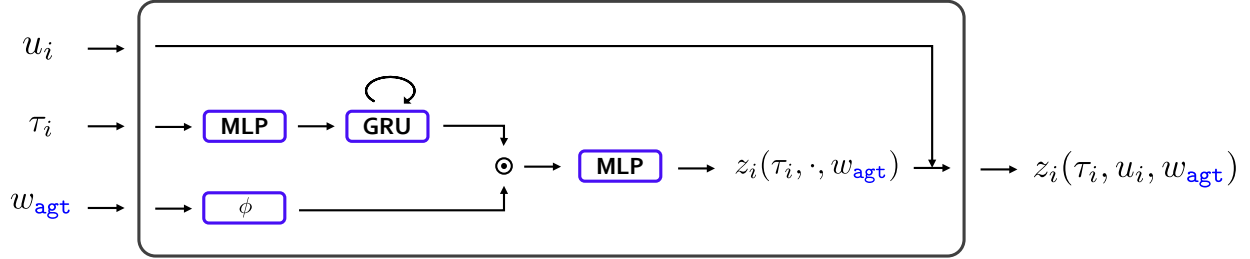 u_i
τ_i MLP GRU
⊙ MLP z_i(τ_i, ·, w_agt) z_i(τ_i, u_i, w_agt)
w_agt ϕ